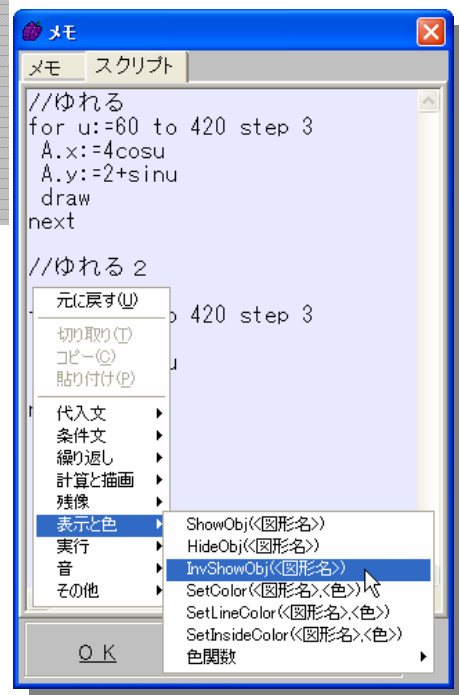 メモ
メモ スクリプト
//ゆれる
for u:=60 to 420 step 3
A.x:=4cosu
A.y:=2+sinu
draw
next
//ゆれる 2
420 step 3
u
元に戻す(U)
切り取り(T)
コピー(C)
貼り付け(P)
代入文
条件文
繰り返し
計算と描画
残像
表示と色
実行
音
その他
ShowObj(<図形名>)
HideObj(<図形名>)
InvShowObj(<図形名>)
SetColor(<図形名>,<色>)
SetLineColor(<図形名>,<色>)
SetInsideColor(<図形名>,<色>)
色関数
O K